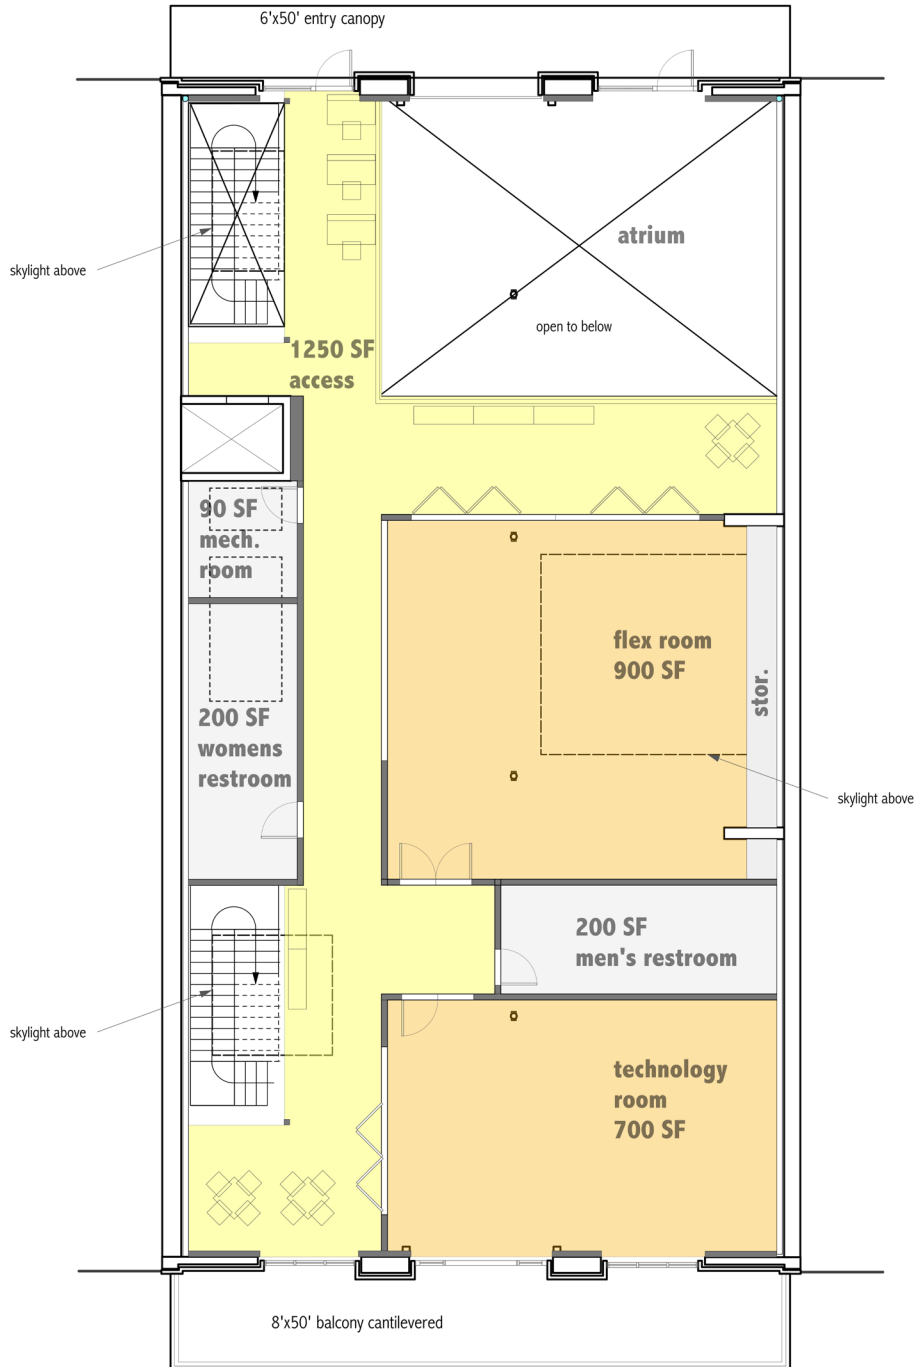 6'x50' entry canopy
atrium
skylight above
open to below
1250 SF
access
90 SF
mech.
room
flex room
900 SF
stor.
200 SF
womens
restroom
skylight above
200 SF
men's restroom
skylight above
technology
room
700 SF
8'x50' balcony cantilevered